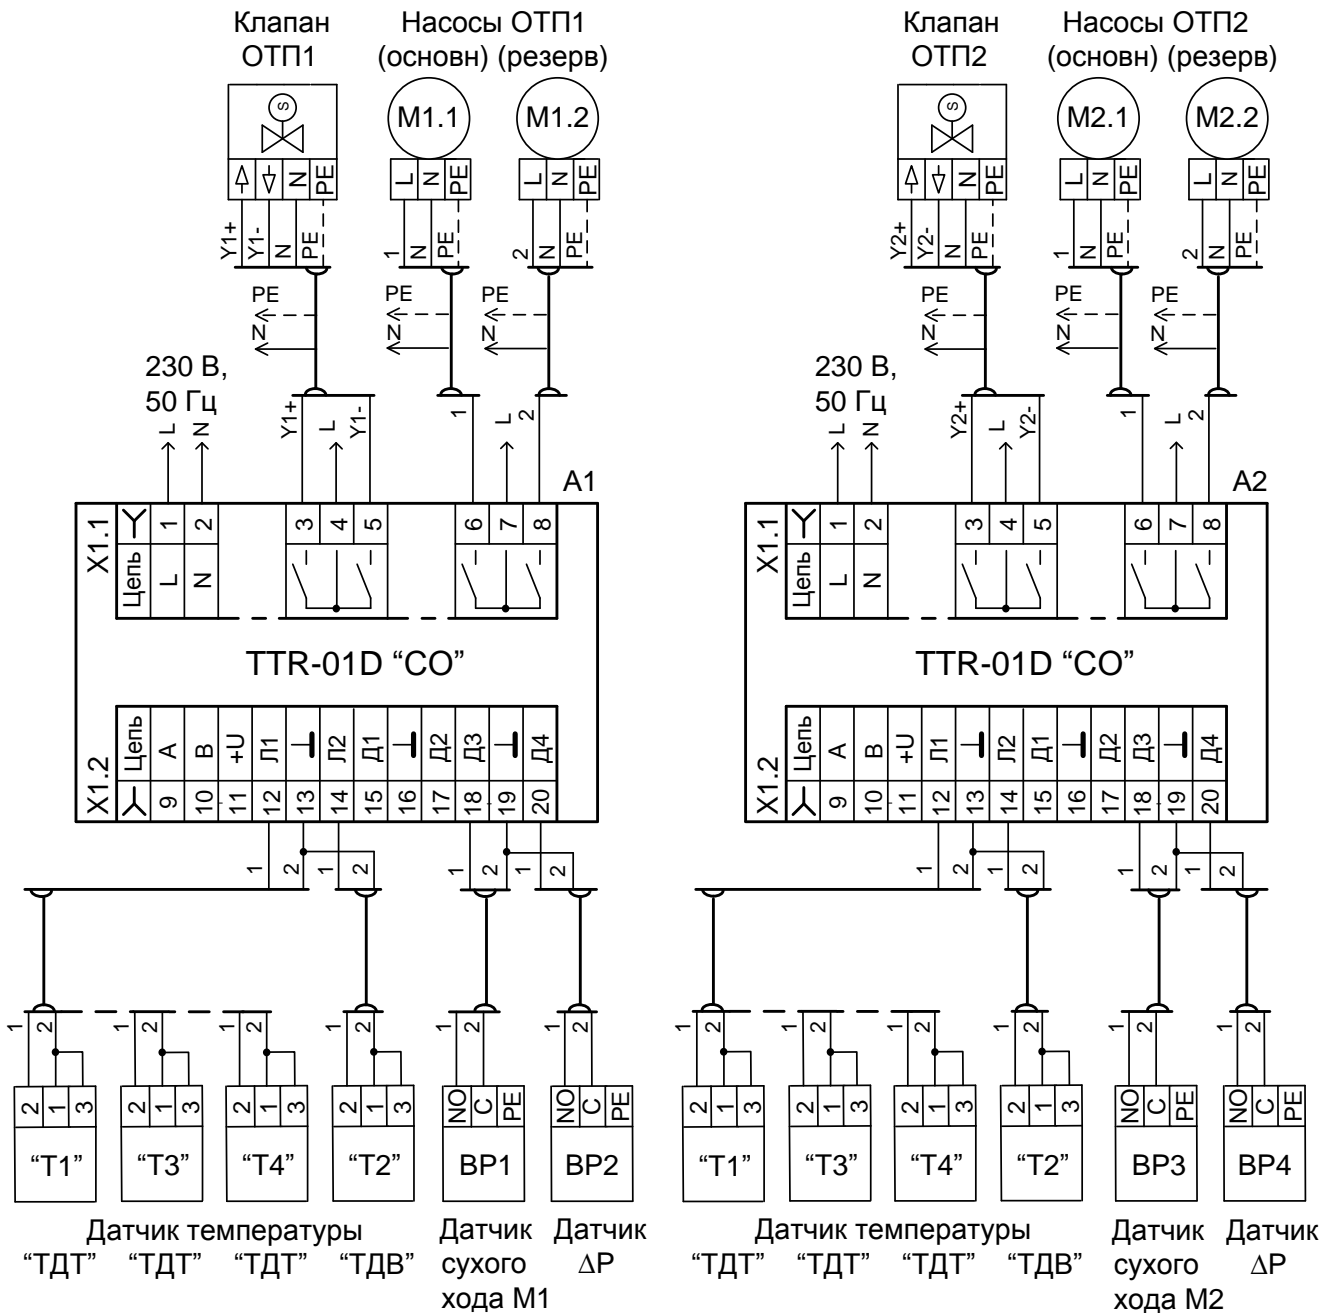 Клапан
ОТП1
Насосы ОТП1
(основн) (резерв)
Клапан
ОТП2
Насосы ОТП2
(основн) (резерв)
S M1.1 M1.2
S M2.1 M2.2
N PE L N PE L N PE
N PE L N PE L N PE
Y1+ Y1- N PE 1 N PE 2 N PE
Y2+ Y2- N PE 1 N PE 2 N PE
PE PE PE
N N N
PE PE PE
N N N
230 В,
50 Гц
230 В,
50 Гц
L N Y1+ L Y1- 1 L 2
L N Y2+ L Y2- 1 L 2
A1
A2
X1.1 1 2 3 4 5 6 7 8
Цепь L N
X1.1 1 2 3 4 5 6 7 8
Цепь L N
TTR-01D “СО”
TTR-01D “СО”
X1.2 Цепь A B +U Л1 Л2 Д1 Д2 Д3 Д4
9 10 11 12 13 14 15 16 17 18 19 20
X1.2 Цепь A B +U Л1 Л2 Д1 Д2 Д3 Д4
9 10 11 12 13 14 15 16 17 18 19 20
1 2 1 2 1 2 1 2
1 2 1 2 1 2 1 2
1 2 1 2 1 2 1 2 1 2 1 2
1 2 1 2 1 2 1 2 1 2 1 2
2 1 3 2 1 3 2 1 3 2 1 3 NO C PE NO C PE
2 1 3 2 1 3 2 1 3 2 1 3 NO C PE NO C PE
“T1” “T3” “T4” “T2” BP1 BP2
“T1” “T3” “T4” “T2” BP3 BP4
Датчик температуры
“ТДТ” “ТДТ” “ТДТ” “ТДВ”
Датчик
сухого
хода М1
Датчик
ΔP
Датчик температуры
“ТДТ” “ТДТ” “ТДТ” “ТДВ”
Датчик
сухого
хода М2
Датчик
ΔP